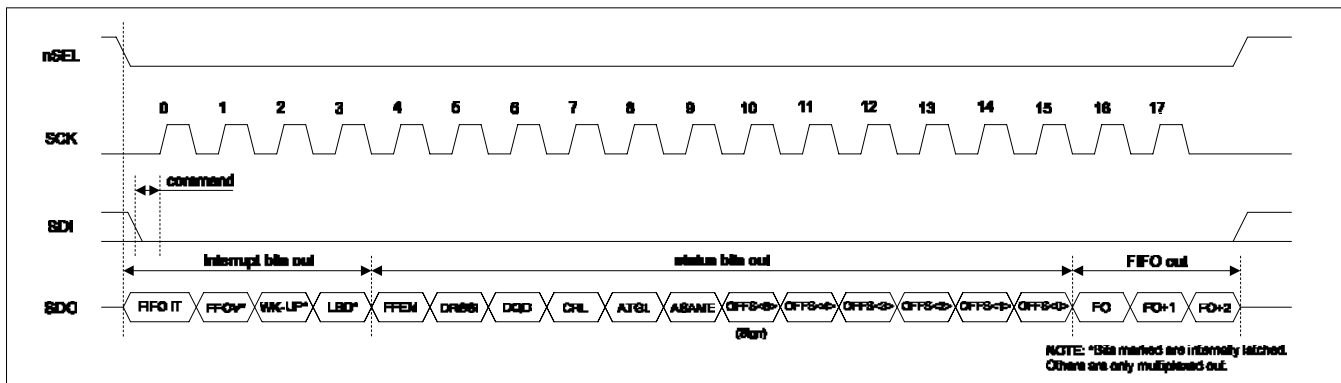 nSEL
0 1 2 3 4 5 6 7 8 9 10 11 12 13 14 15 16 17
SCK
command
SDI
interrupt bits out status bits out FIFO out
SDO FIFO IT FFOV* WK-UP* LBD* FFEM DRSSI DQD CRL ATGL ASAME OFFS<6> OFFS<4> OFFS<3> OFFS<2> OFFS<1> OFFS<0> FO FO+1 FO+2
(Sign)
NOTE: *Bits marked are internally latched.
Others are only multiplexed out.